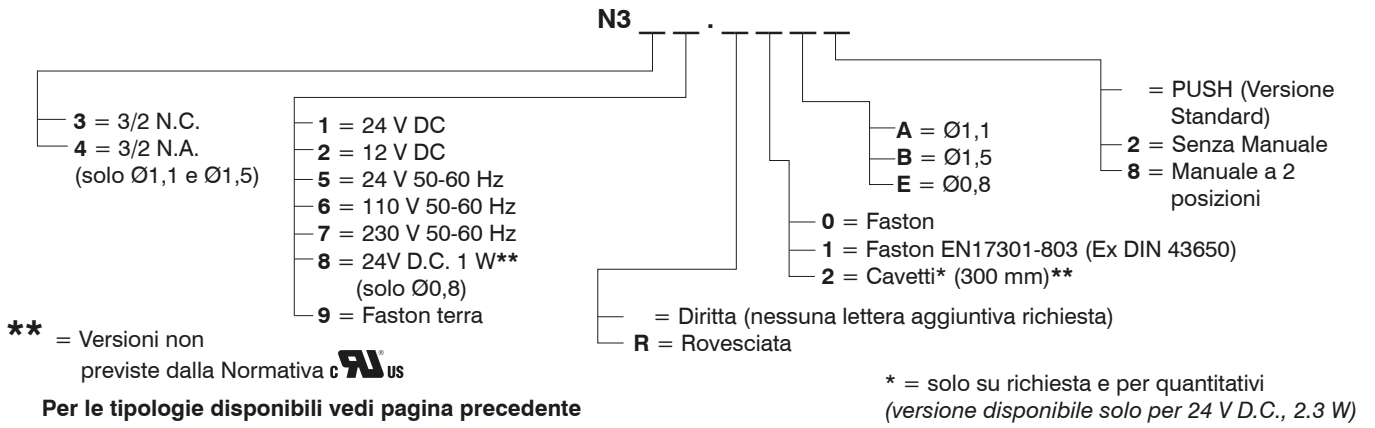 N3 _ _ . _ _ _ _
3 = 3/2 N.C.
4 = 3/2 N.A.
(solo Ø1,1 e Ø1,5)
1 = 24 V DC
2 = 12 V DC
5 = 24 V 50-60 Hz
6 = 110 V 50-60 Hz
7 = 230 V 50-60 Hz
8 = 24V D.C. 1 W**
(solo Ø0,8)
9 = Faston terra
= Diritta (nessuna lettera aggiuntiva richiesta)
R = Rovesciata
0 = Faston
1 = Faston EN17301-803 (Ex DIN 43650)
2 = Cavetti* (300 mm)**
A = Ø1,1
B = Ø1,5
E = Ø0,8
= PUSH (Versione
Standard)
2 = Senza Manuale
8 = Manuale a 2
posizioni
** = Versioni non
previste dalla Normativa c RU® US
Per le tipologie disponibili vedi pagina precedente
* = solo su richiesta e per quantitativi
(versione disponibile solo per 24 V D.C., 2.3 W)